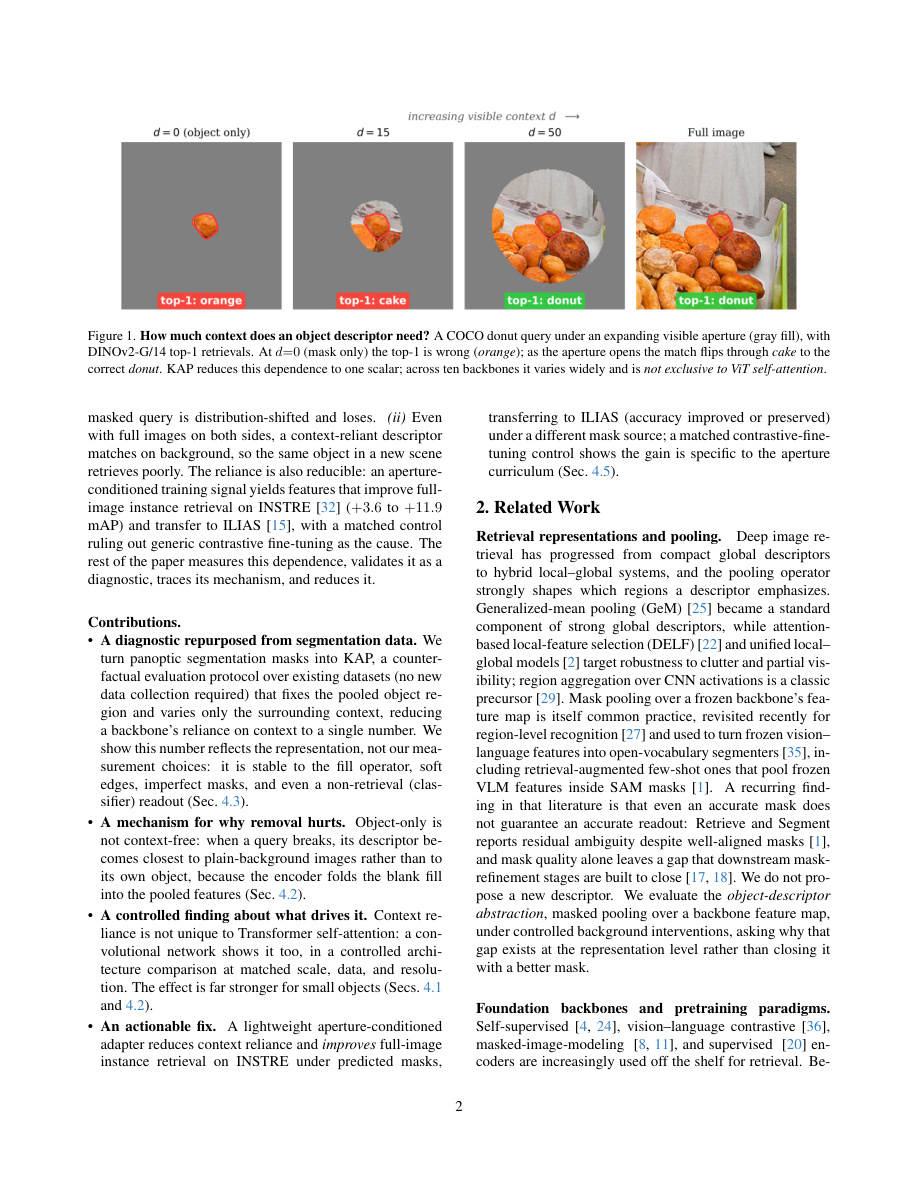 increasing visible context d →
d = 0 (object only)
d = 15
d = 50
Full image
top-1: orange
top-1: cake
top-1: donut
top-1: donut
Figure 1. How much context does an object descriptor need? A COCO donut query under an expanding visible aperture (gray fill), with
DINOv2-G/14 top-1 retrievals. At d=0 (mask only) the top-1 is wrong (orange); as the aperture opens the match flips through cake to the
correct donut. KAP reduces this dependence to one scalar; across ten backbones it varies widely and is not exclusive to ViT self-attention.
masked query is distribution-shifted and loses. (ii) Even
with full images on both sides, a context-reliant descriptor
matches on background, so the same object in a new scene
retrieves poorly. The reliance is also reducible: an aperture-
conditioned training signal yields features that improve full-
image instance retrieval on INSTRE [32] (+3.6 to +11.9
mAP) and transfer to ILIAS [15], with a matched control
ruling out generic contrastive fine-tuning as the cause. The
rest of the paper measures this dependence, validates it as a
diagnostic, traces its mechanism, and reduces it.
Contributions.
• A diagnostic repurposed from segmentation data. We
turn panoptic segmentation masks into KAP, a counter-
factual evaluation protocol over existing datasets (no new
data collection required) that fixes the pooled object re-
gion and varies only the surrounding context, reducing
a backbone's reliance on context to a single number. We
show this number reflects the representation, not our mea-
surement choices: it is stable to the fill operator, soft
edges, imperfect masks, and even a non-retrieval (clas-
sifier) readout (Sec. 4.3).
• A mechanism for why removal hurts. Object-only is
not context-free: when a query breaks, its descriptor be-
comes closest to plain-background images rather than to
its own object, because the encoder folds the blank fill
into the pooled features (Sec. 4.2).
• A controlled finding about what drives it. Context re-
liance is not unique to Transformer self-attention: a con-
volutional network shows it too, in a controlled archi-
tecture comparison at matched scale, data, and resolu-
tion. The effect is far stronger for small objects (Secs. 4.1
and 4.2).
• An actionable fix. A lightweight aperture-conditioned
adapter reduces context reliance and improves full-image
instance retrieval on INSTRE under predicted masks,
transferring to ILIAS (accuracy improved or preserved)
under a different mask source; a matched contrastive-fine-
tuning control shows the gain is specific to the aperture
curriculum (Sec. 4.5).
2. Related Work
Retrieval representations and pooling. Deep image re-
trieval has progressed from compact global descriptors
to hybrid local–global systems, and the pooling operator
strongly shapes which regions a descriptor emphasizes.
Generalized-mean pooling (GeM) [25] became a standard
component of strong global descriptors, while attention-
based local-feature selection (DELF) [22] and unified local–
global models [2] target robustness to clutter and partial vis-
ibility; region aggregation over CNN activations is a classic
precursor [29]. Mask pooling over a frozen backbone's fea-
ture map is itself common practice, revisited recently for
region-level recognition [27] and used to turn frozen vision–
language features into open-vocabulary segmenters [35], in-
cluding retrieval-augmented few-shot ones that pool frozen
VLM features inside SAM masks [1]. A recurring find-
ing in that literature is that even an accurate mask does
not guarantee an accurate readout: Retrieve and Segment
reports residual ambiguity despite well-aligned masks [1],
and mask quality alone leaves a gap that downstream mask-
refinement stages are built to close [17, 18]. We do not pro-
pose a new descriptor. We evaluate the object-descriptor
abstraction, masked pooling over a backbone feature map,
under controlled background interventions, asking why that
gap exists at the representation level rather than closing it
with a better mask.
Foundation backbones and pretraining paradigms.
Self-supervised [4, 24], vision–language contrastive [36],
masked-image-modeling [8, 11], and supervised [20] en-
coders are increasingly used off the shelf for retrieval. Be-
2